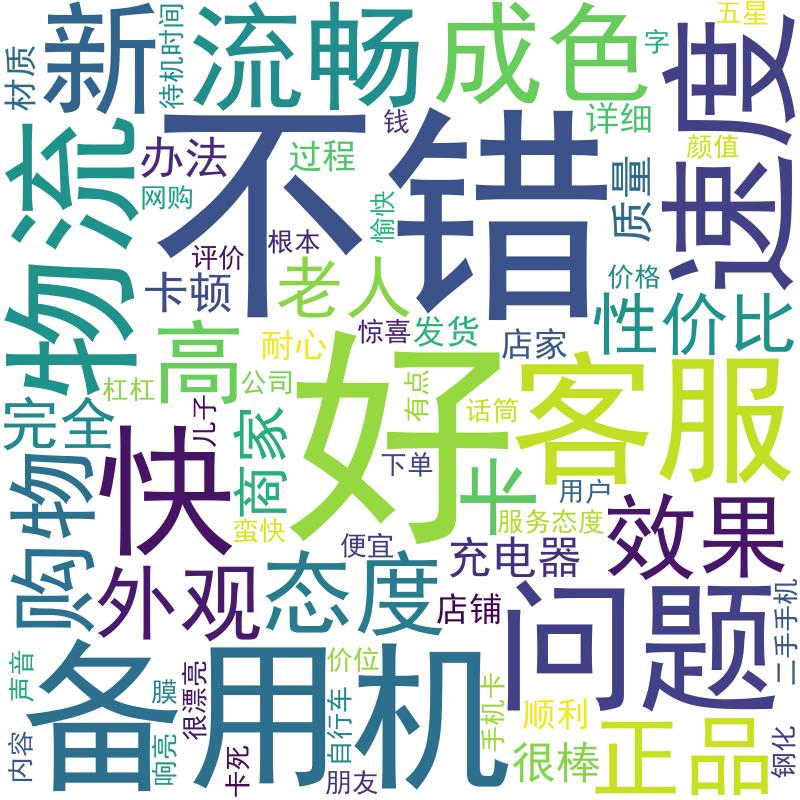 材质
新
待机时间
流畅
成色
字
五星
速度
不错
钱
详细
颜值
物流
办法
过程
网购
愉快
质量
评价
根本
卡顿
老人
价格
性价比
高
耐心
惊喜
发货
店家
杠杠
公司
好
有点
话筒
客服
完全
快
儿子
商家
下单
卡
用户
购物
蛮快
便宜
服务态度
效果
外观
态度
充电器
店铺
问题
二手手机
声音
备用机
膜
很漂亮
价位
自行车
手机卡
顺利
正品
内容
响亮
卡死
朋友
很棒
钢化